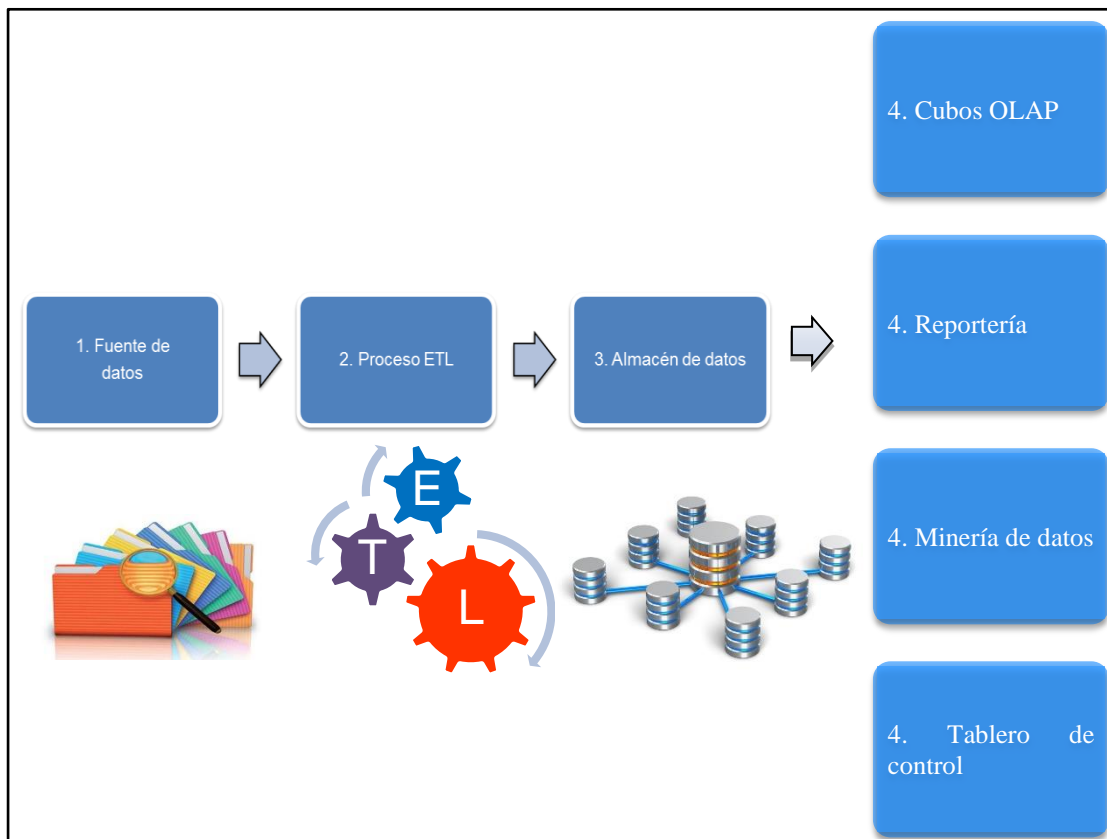 1. Fuente de
datos
2. Proceso ETL
3. Almacén de datos
E
T
L
4. Cubos OLAP
4. Reportería
4. Minería de datos
4. Tablero de
control